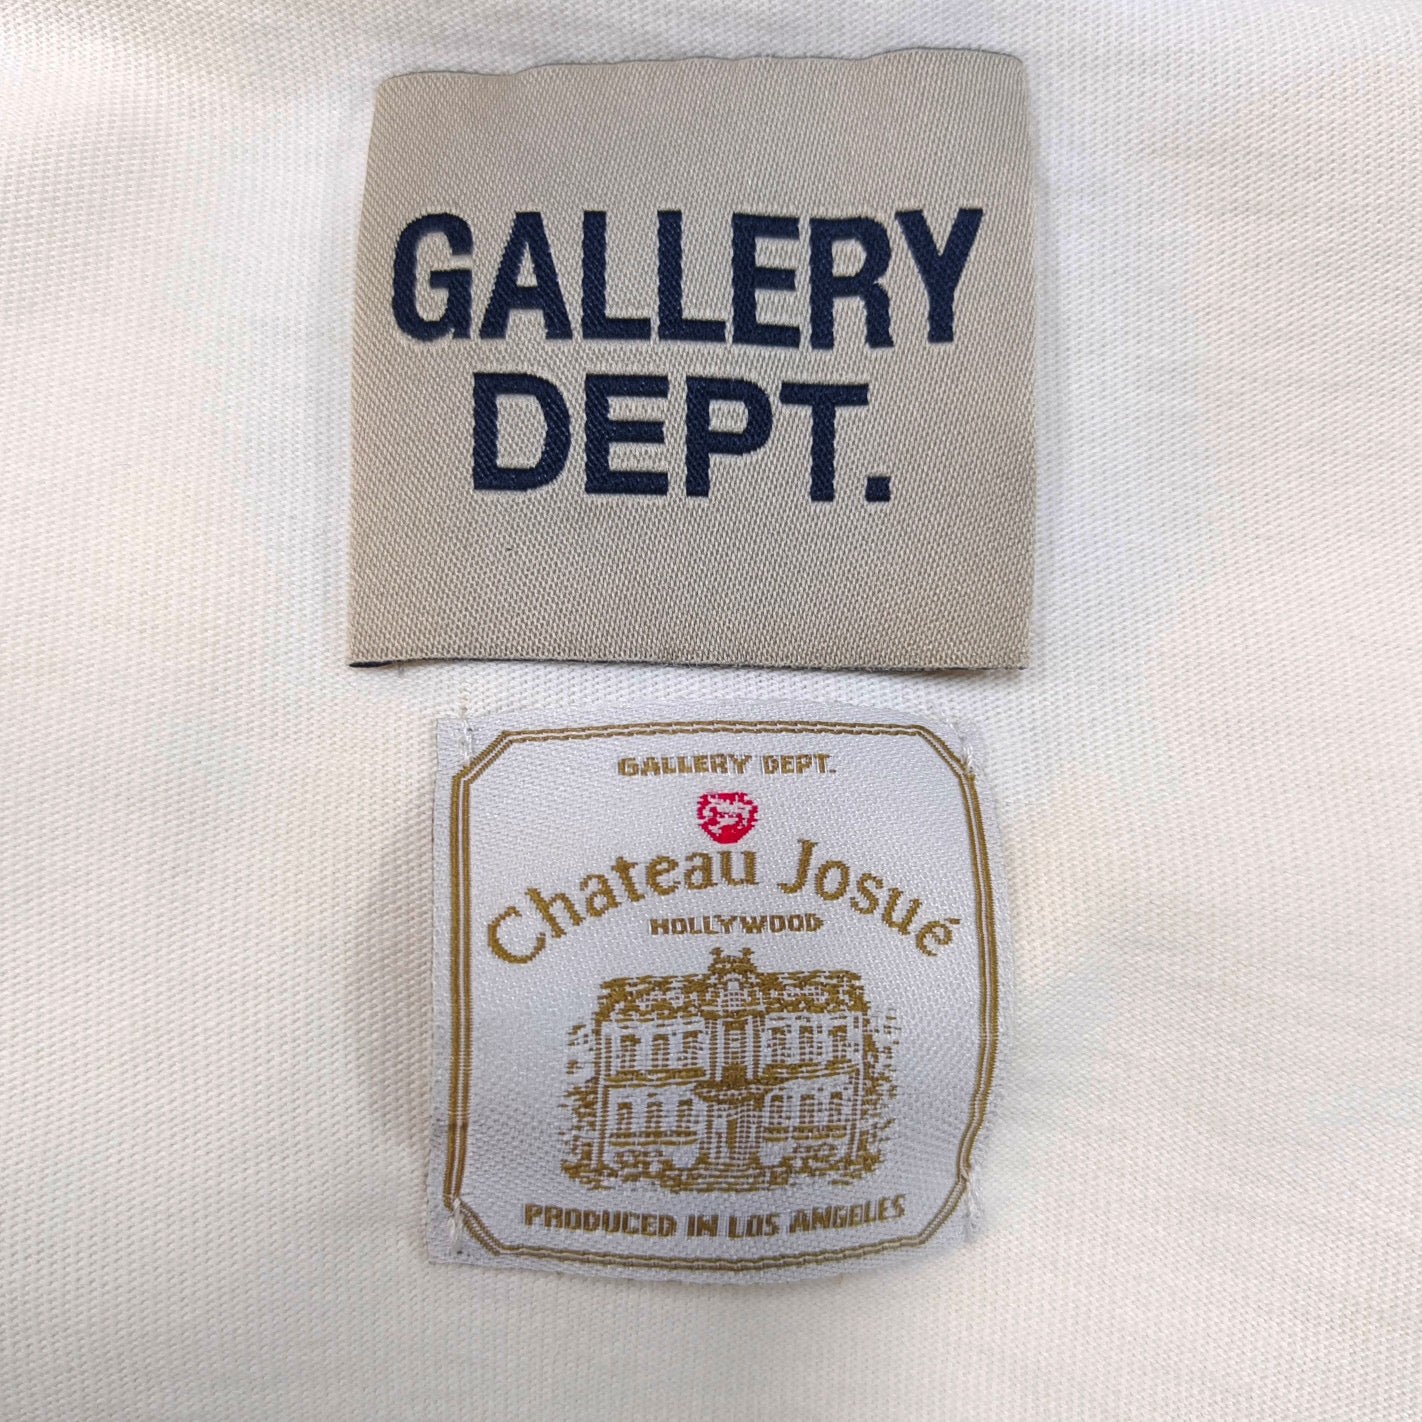 GALLERY
DEPT.
GALLERY DEPT.
Chateau Josué
HOLLYWOOD
PRODUCED IN LOS ANGELES